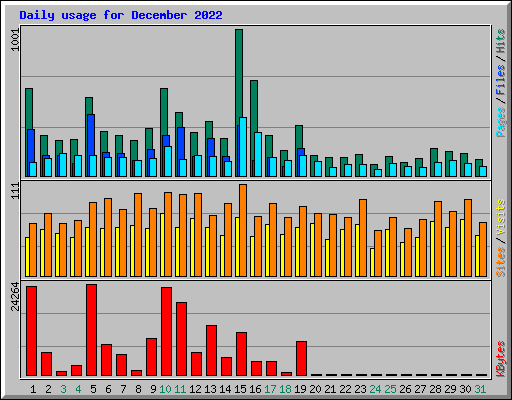 Daily usage for December 2022
1001
Pages / Files / Hits
111
Sites / Visits
24264
KBytes
1 2 3 4 5 6 7 8 9 10 11 12 13 14 15 16 17 18 19 20 21 22 23 24 25 26 27 28 29 30 31